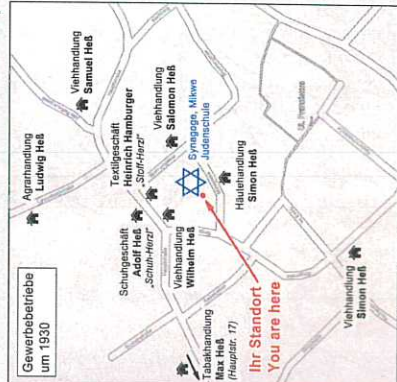 Gewerbebetriebe
um 1930
Agrarhandlung
Ludwig Heß
Viehhandlung
Samuel Heß
Textilgeschäft
Heinrich Hamburger
„Stoff-Herzl"
Viehhandlung
Salomon Heß
Schuhgeschäft
Adolf Heß
„Schuh-Herzl"
Synagoge, Mikwe
Judenschule
Viehhandlung
Wilhelm Heß
Häutehandlung
Simon Heß
Tabakhandlung
Max Heß
(Hauptstr. 17)
Ihr Standort
You are here
Viehhandlung
Simon Heß